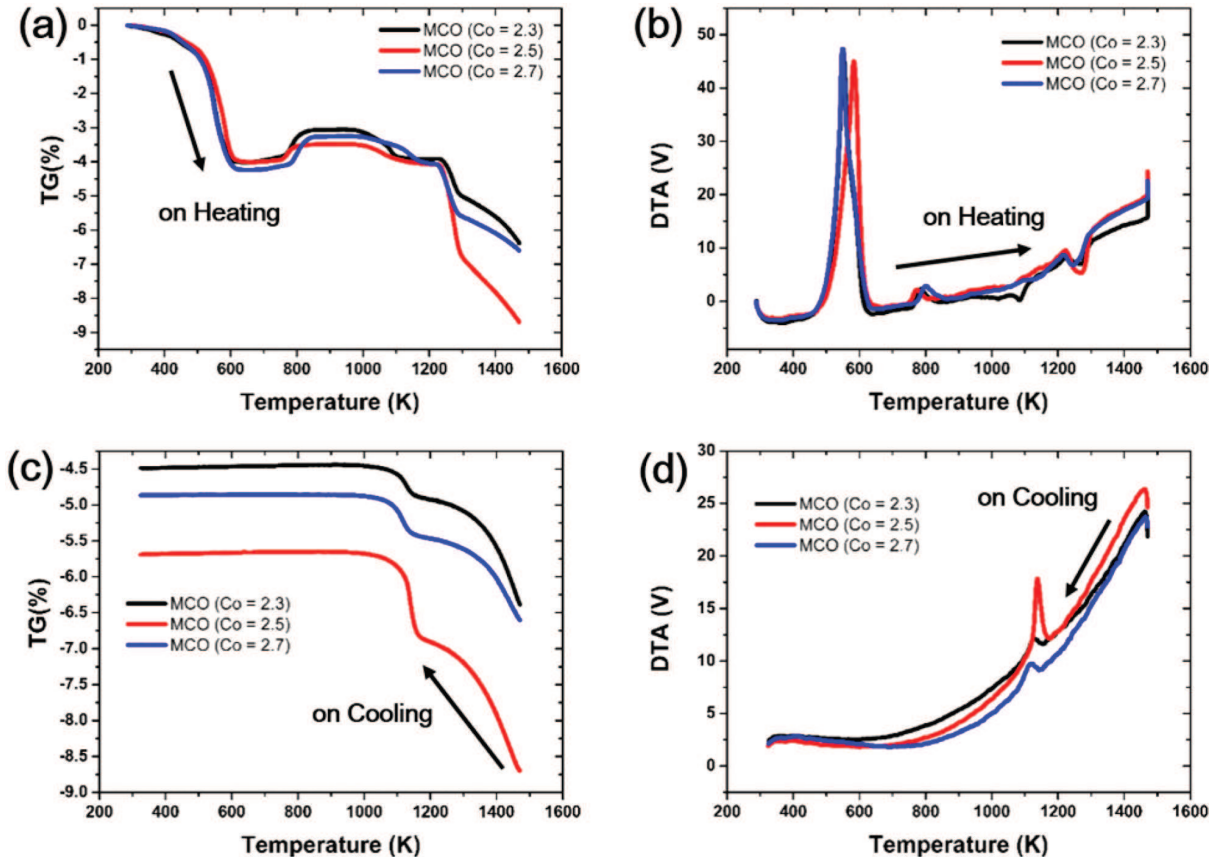 (a)
0
-1
-2
-3
-4
-5
-6
-7
-8
-9
TG(%)
MCO (Co = 2.3)
MCO (Co = 2.5)
MCO (Co = 2.7)
on Heating
200 400 600 800 1000 1200 1400 1600
Temperature (K)
(b)
50
40
30
20
10
0
DTA (V)
MCO (Co = 2.3)
MCO (Co = 2.5)
MCO (Co = 2.7)
on Heating
200 400 600 800 1000 1200 1400 1600
Temperature (K)
(c)
-4.5
-5.0
-5.5
-6.0
-6.5
-7.0
-7.5
-8.0
-8.5
-9.0
TG(%)
MCO (Co = 2.3)
MCO (Co = 2.5)
MCO (Co = 2.7)
on Cooling
200 400 600 800 1000 1200 1400 1600
Temperature (K)
(d)
30
25
20
15
10
5
0
DTA (V)
on Cooling
MCO (Co = 2.3)
MCO (Co = 2.5)
MCO (Co = 2.7)
200 400 600 800 1000 1200 1400 1600
Temperature (K)